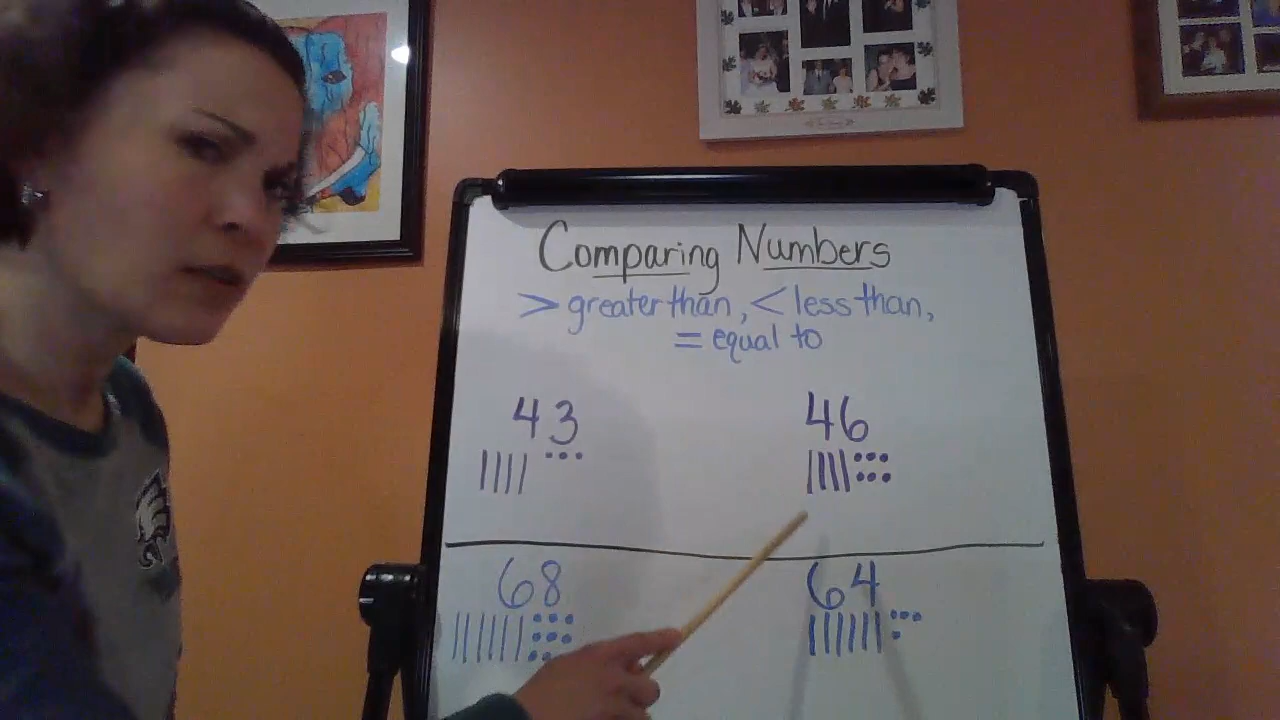 Comparing Numbers
> greater than, < less than,
= equal to
43 46
68 64